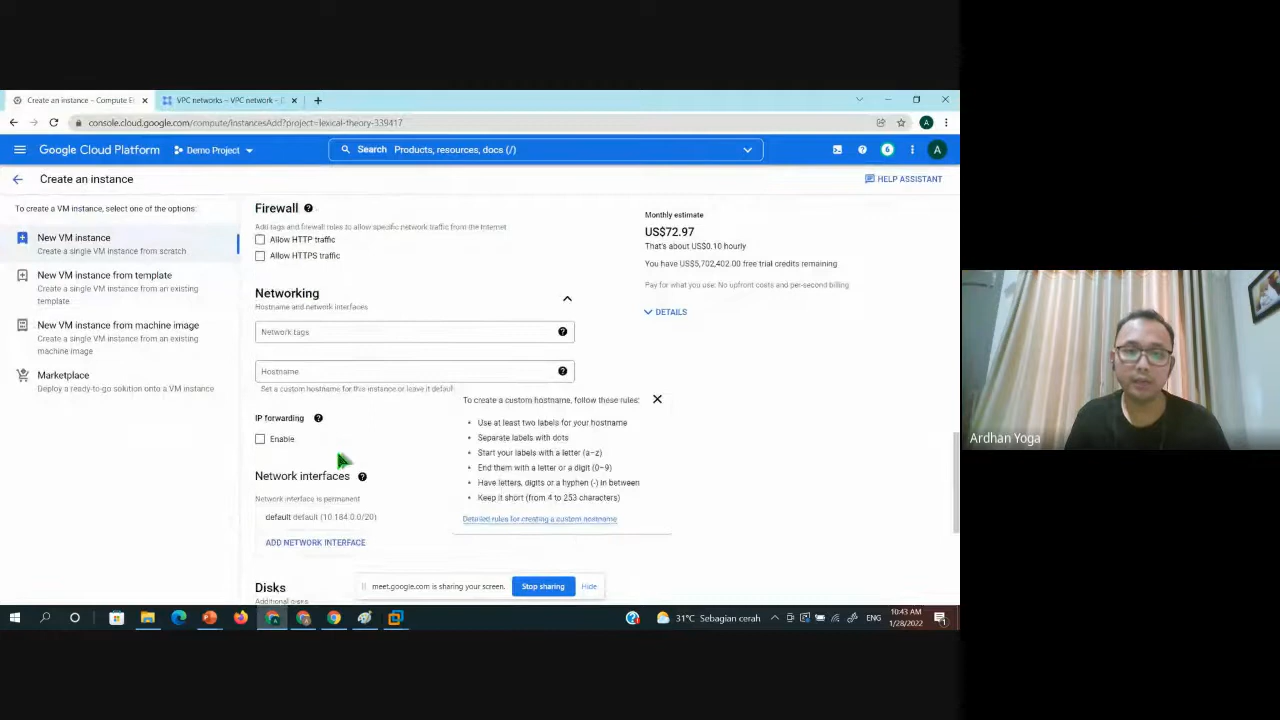 Create an instance – Compute E
VPC networks – VPC network –
console.cloud.google.com/compute/instancesAdd?project=lexical-theory-339417
A
Google Cloud Platform
Demo Project
Search Products, resources, docs (/)
6
A
Create an instance
HELP ASSISTANT
To create a VM instance, select one of the options:
New VM instance
Create a single VM instance from scratch
New VM instance from template
Create a single VM instance from an existing
template
New VM instance from machine image
Create a single VM instance from an existing
machine image
Marketplace
Deploy a ready-to-go solution onto a VM instance
Firewall
Add tags and firewall rules to allow specific network traffic from the Internet
Allow HTTP traffic
Allow HTTPS traffic
Networking
Hostname and network interfaces
Network tags
Hostname
Set a custom hostname for this instance or leave it default
To create a custom hostname, follow these rules:
• Use at least two labels for your hostname
• Separate labels with dots
• Start your labels with a letter (a–z)
• End them with a letter or a digit (0–9)
• Have letters, digits or a hyphen (-) in between
• Keep it short (from 4 to 253 characters)
Detailed rules for creating a custom hostname
IP forwarding
Enable
Network interfaces
Network interface is permanent
default default (10.184.0.0/20)
ADD NETWORK INTERFACE
Disks
Additional disks
Monthly estimate
US$72.97
That's about US$0.10 hourly
You have US$5,702,402.00 free trial credits remaining
Pay for what you use: No upfront costs and per-second billing
DETAILS
meet.google.com is sharing your screen.
Stop sharing
Hide
31°C Sebagian cerah
ENG
10:43 AM
1/28/2022
Ardhan Yoga